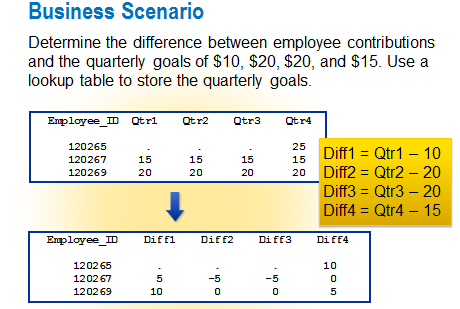 Business Scenario
Determine the difference between employee contributions
and the quarterly goals of $10, $20, $20, and $15. Use a
lookup table to store the quarterly goals.
Employee_ID Qtr1 Qtr2 Qtr3 Qtr4
120265 . . . 25
120267 15 15 15 15
120269 20 20 20 20
Diff1 = Qtr1 – 10
Diff2 = Qtr2 – 20
Diff3 = Qtr3 – 20
Diff4 = Qtr4 – 15
Employee_ID Diff1 Diff2 Diff3 Diff4
120265 . . . 10
120267 5 -5 -5 0
120269 10 0 0 5